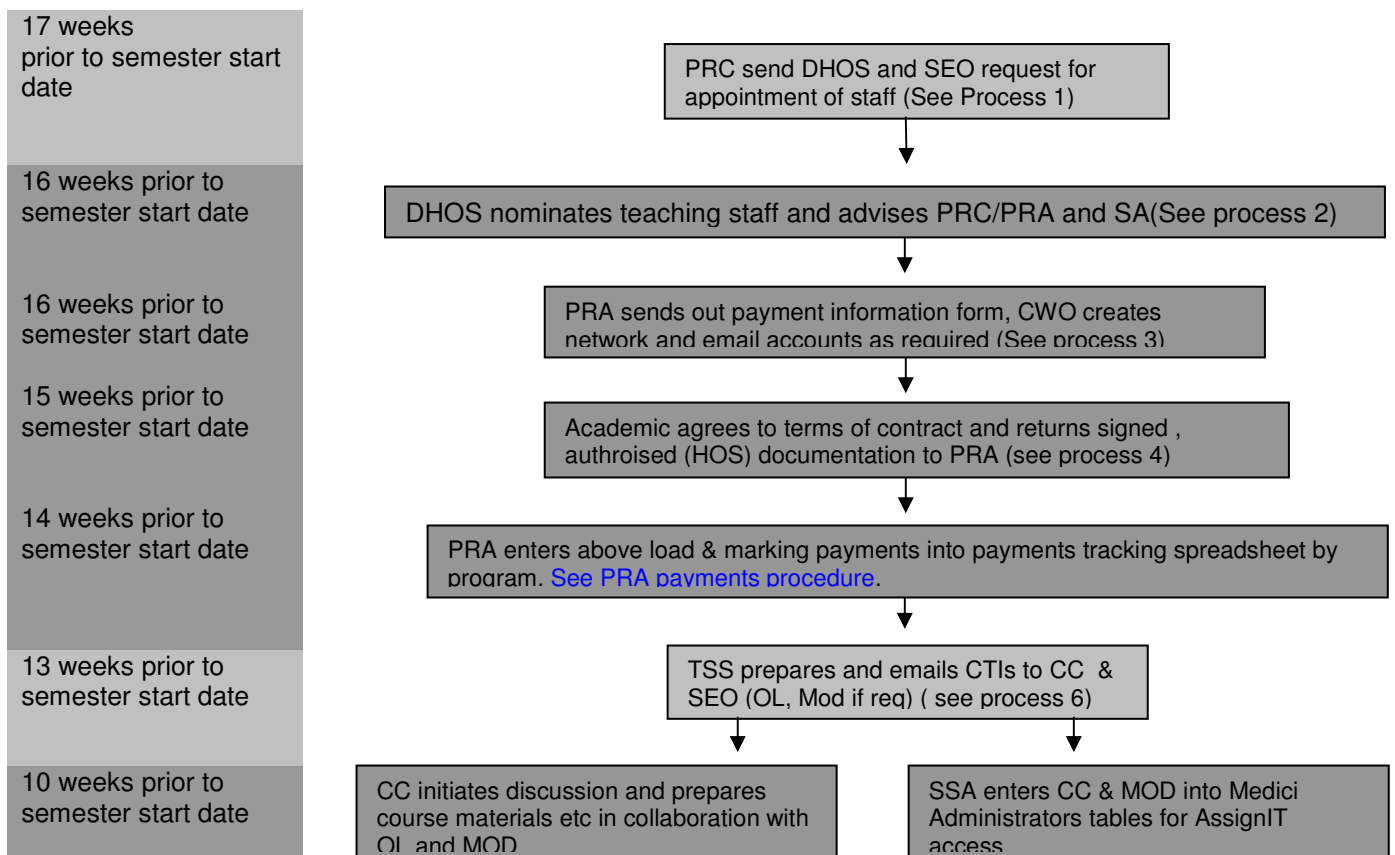 17 weeks
prior to semester start
date
PRC send DHOS and SEO request for
appointment of staff (See Process 1)
16 weeks prior to
semester start date
DHOS nominates teaching staff and advises PRC/PRA and SA(See process 2)
16 weeks prior to
semester start date
PRA sends out payment information form, CWO creates
network and email accounts as required (See process 3)
15 weeks prior to
semester start date
Academic agrees to terms of contract and returns signed ,
authroised (HOS) documentation to PRA (see process 4)
14 weeks prior to
semester start date
PRA enters above load & marking payments into payments tracking spreadsheet by
program. See PRA payments procedure.
13 weeks prior to
semester start date
TSS prepares and emails CTIs to CC &
SEO (OL, Mod if req) ( see process 6)
10 weeks prior to
semester start date
CC initiates discussion and prepares
course materials etc in collaboration with
OL and MOD
SSA enters CC & MOD into Medici
Administrators tables for AssignIT
access